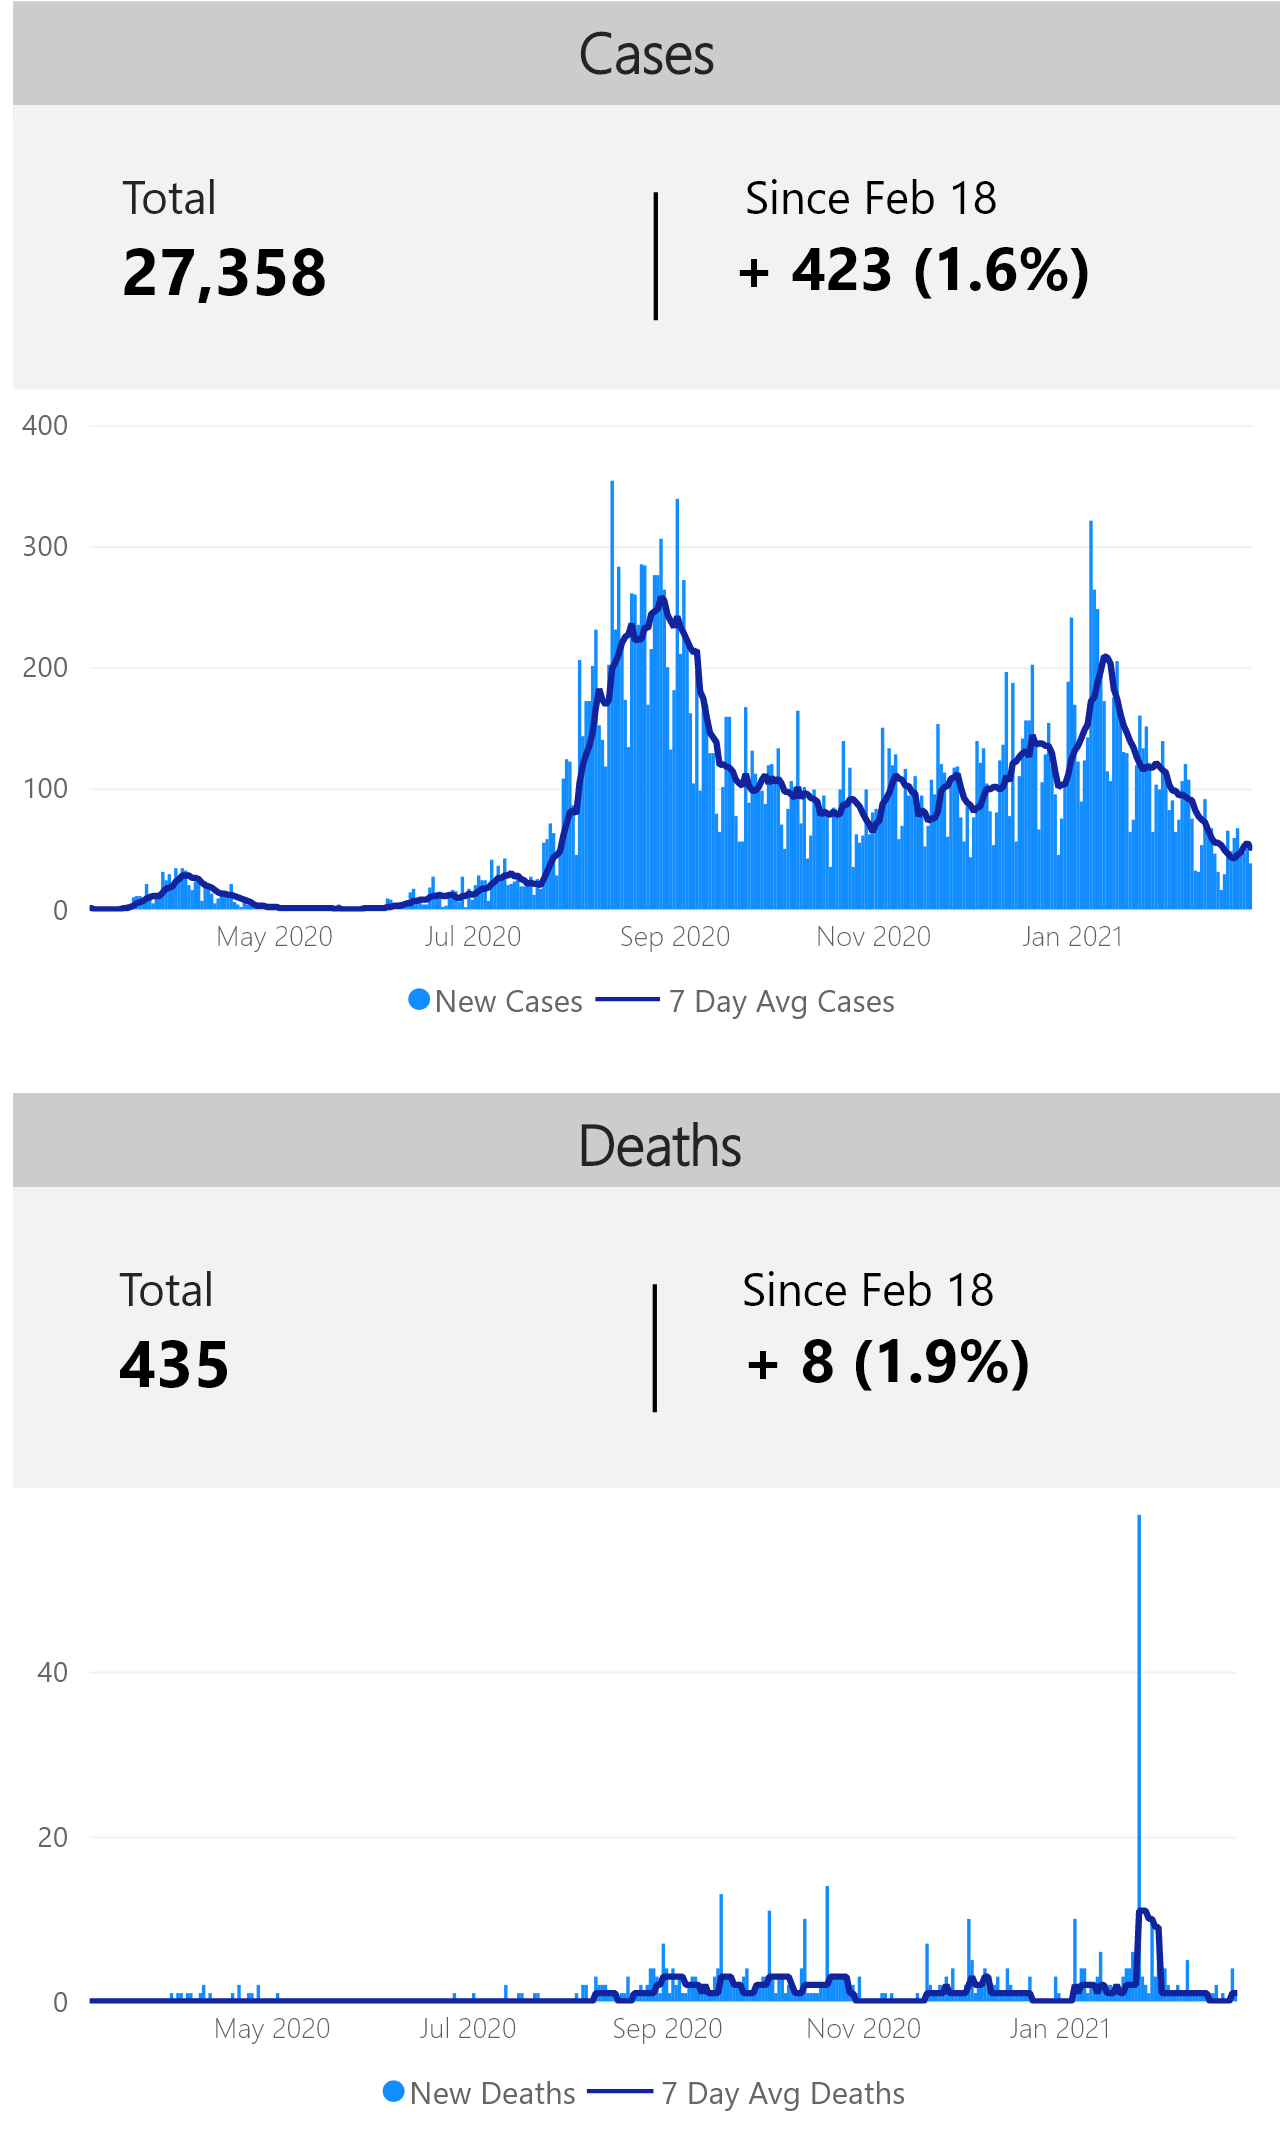 Cases
Total
Since Feb 18
27,358
+ 423 (1.6%)
400
300
200
100
0
May 2020
Jul 2020
Sep 2020
Nov 2020
Jan 2021
New Cases
7 Day Avg Cases
Deaths
Total
Since Feb 18
435
+ 8 (1.9%)
40
20
0
May 2020
Jul 2020
Sep 2020
Nov 2020
Jan 2021
New Deaths
7 Day Avg Deaths